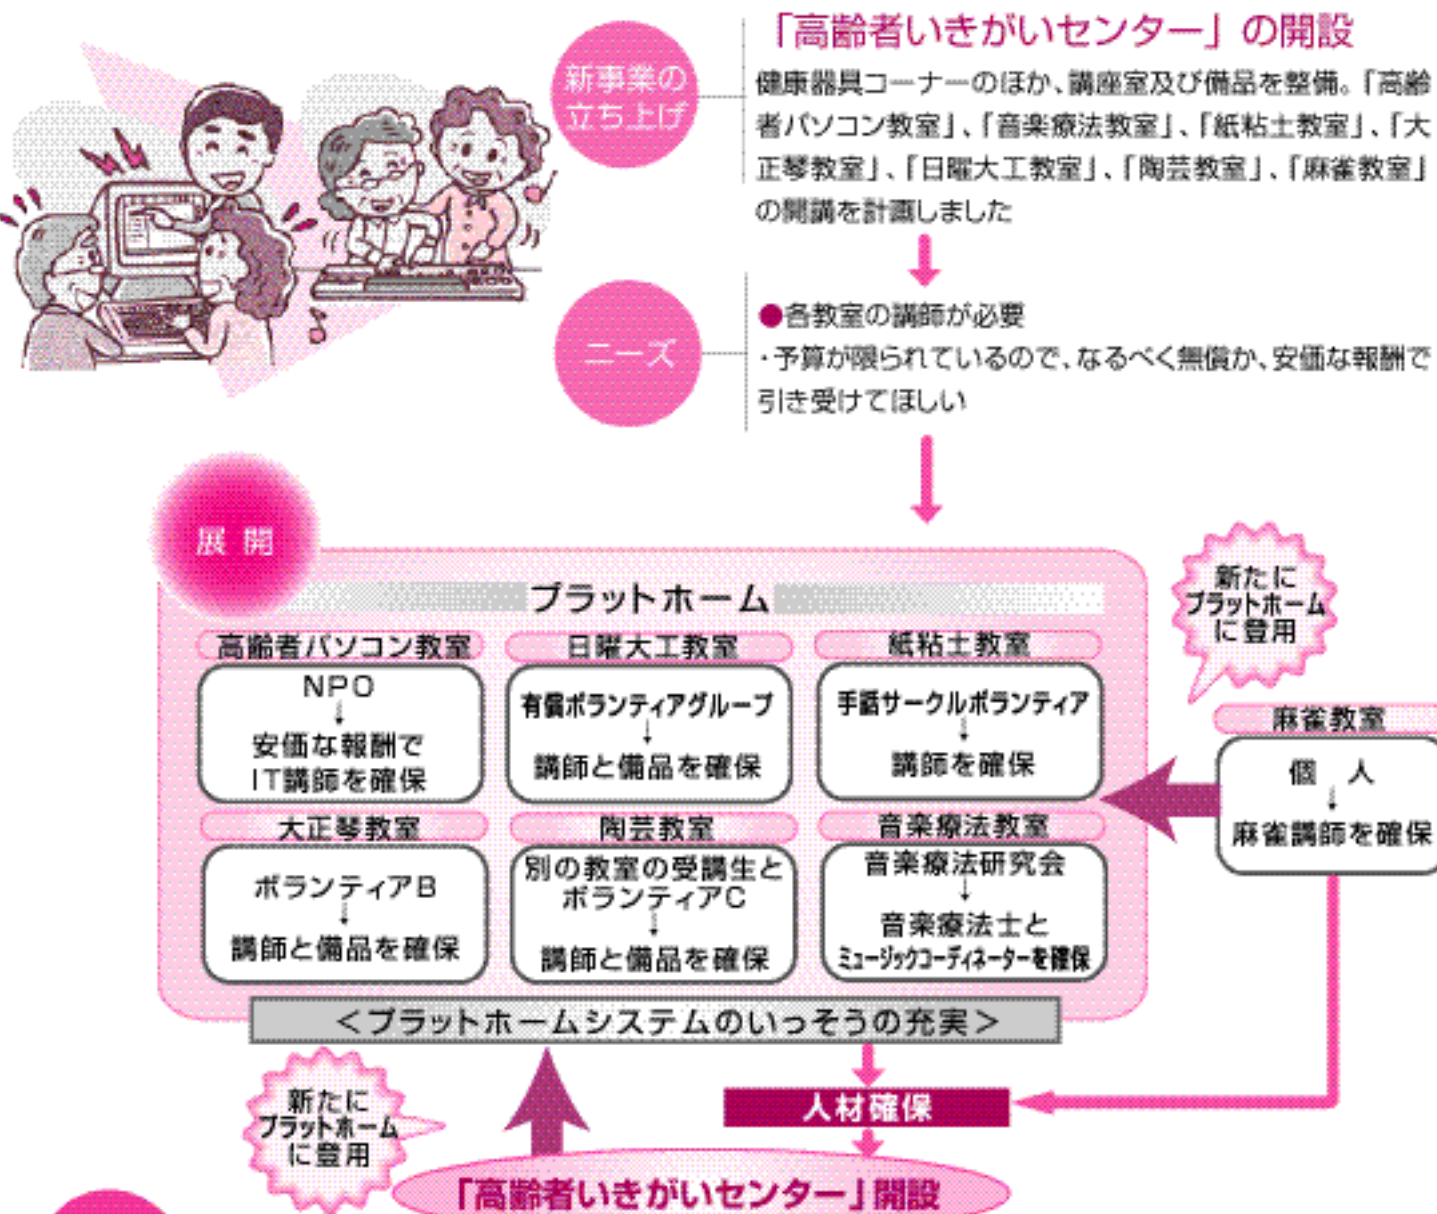 新事業の
立ち上げ
「高齢者いきがいセンター」の開設
健康器具コーナーのほか、講座室及び備品を整備。「高齢
者パソコン教室」、「音楽療法教室」、「紙粘土教室」、「大
正琴教室」、「日曜大工教室」、「陶芸教室」、「麻雀教室」
の開講を計画しました
ニーズ
●各教室の講師が必要
・予算が限られているので、なるべく無償か、安価な報酬で
引き受けてほしい
展開
プラットホーム
高齢者パソコン教室
NPO
↓
安価な報酬で
IT講師を確保
日曜大工教室
有償ボランティアグループ
↓
講師と備品を確保
紙粘土教室
手話サークルボランティア
↓
講師を確保
新たに
プラットホーム
に登用
麻雀教室
個人
↓
麻雀講師を確保
大正琴教室
ボランティアB
↓
講師と備品を確保
陶芸教室
別の教室の受講生と
ボランティアC
↓
講師と備品を確保
音楽療法教室
音楽療法研究会
↓
音楽療法士と
ミュージックコーディネーターを確保
＜プラットホームシステムのいっそうの充実＞
新たに
プラットホーム
に登用
人材確保
「高齢者いきがいセンター」開設